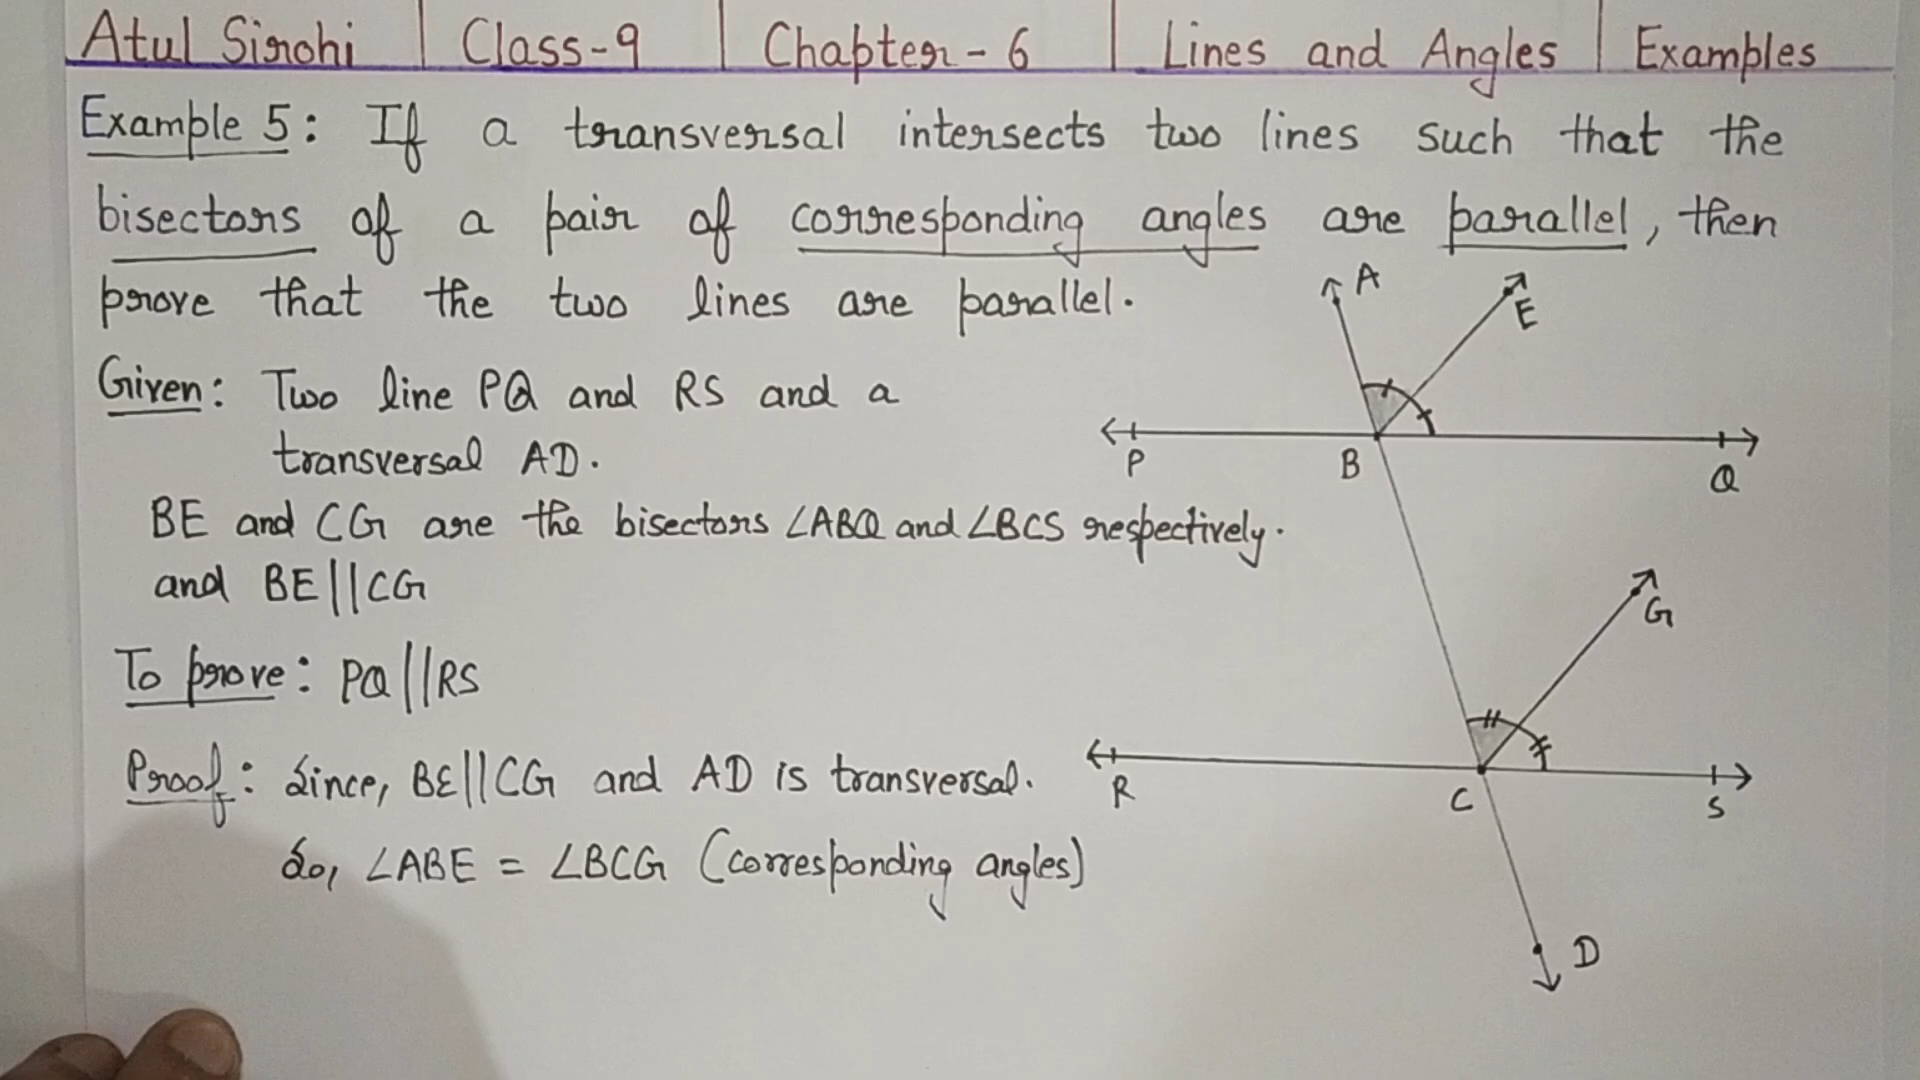 Atul Sirohi | Class-9 | Chapter-6 | Lines and Angles | Examples
Example 5: If a transversal intersects two lines such that the
bisectors of a pair of corresponding angles are parallel, then
prove that the two lines are parallel.
Given: Two line PQ and RS and a
transversal AD.
BE and CG are the bisectors ∠ABQ and ∠BCS respectively.
and BE||CG
To prove: PQ||RS
Proof: Since, BE||CG and AD is transversal.
So, ∠ABE = ∠BCG (corresponding angles)
A
E
P
B
Q
G
R
C
S
D